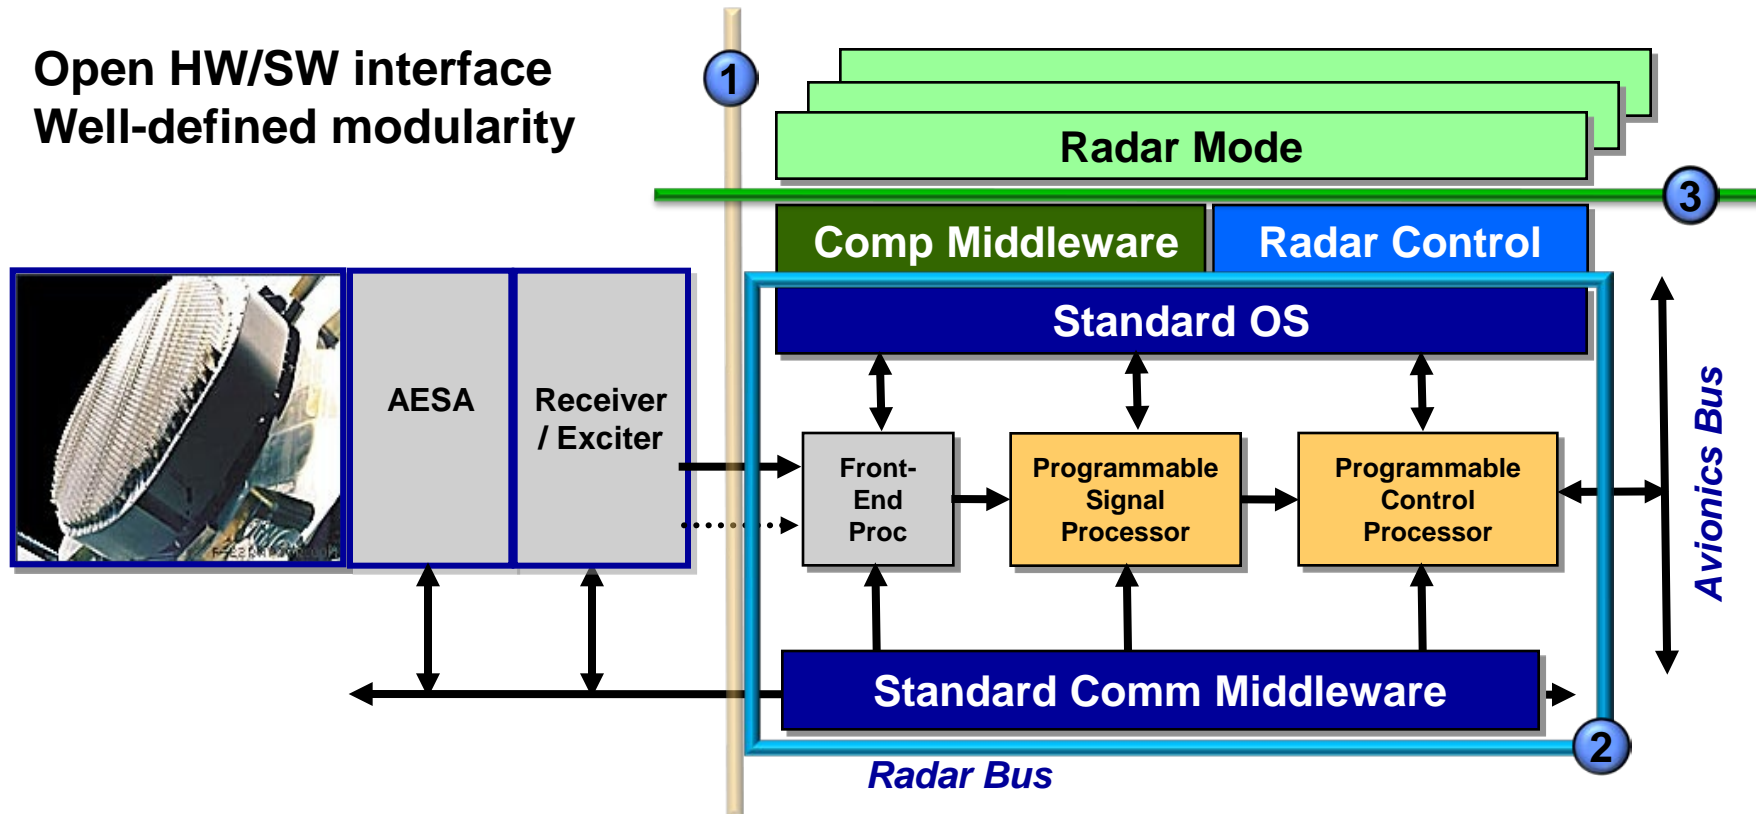 Open HW/SW interface
Well-defined modularity
1
Radar Mode
3
Comp Middleware
Radar Control
Standard OS
AESA
Receiver
/ Exciter
Front-
End
Proc
Programmable
Signal
Processor
Programmable
Control
Processor
Avionics Bus
Standard Comm Middleware
2
Radar Bus